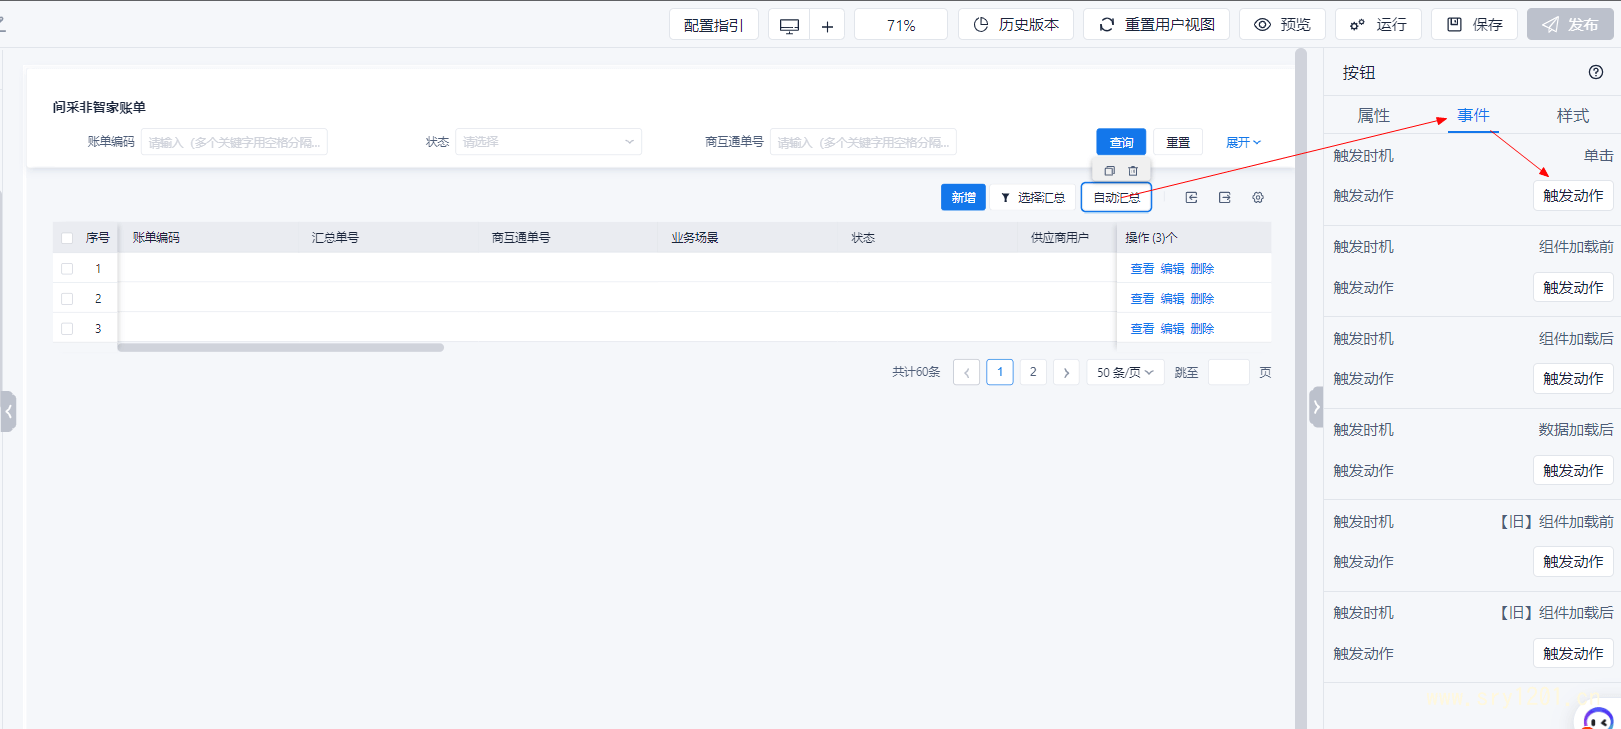 配置指引 71% 历史版本 重置用户视图 预览 运行 保存 发布
间采非智家账单
账单编码 请输入（多个关键字用空格分隔... 状态 请选择 商互通单号 请输入（多个关键字用空格分隔... 查询 重置 展开
新增 选择汇总 自动汇总
序号 账单编码 汇总单号 商互通单号 业务场景 状态 供应商用户 操作 (3)个
1 查看 编辑 删除
2 查看 编辑 删除
3 查看 编辑 删除
共计60条 1 2 50 条/页 跳至 页
按钮
属性 事件 样式
触发时机 单击
触发动作 触发动作
触发时机 组件加载前
触发动作 触发动作
触发时机 组件加载后
触发动作 触发动作
触发时机 数据加载后
触发动作 触发动作
触发时机 【旧】组件加载前
触发动作 触发动作
触发时机 【旧】组件加载后
触发动作 触发动作